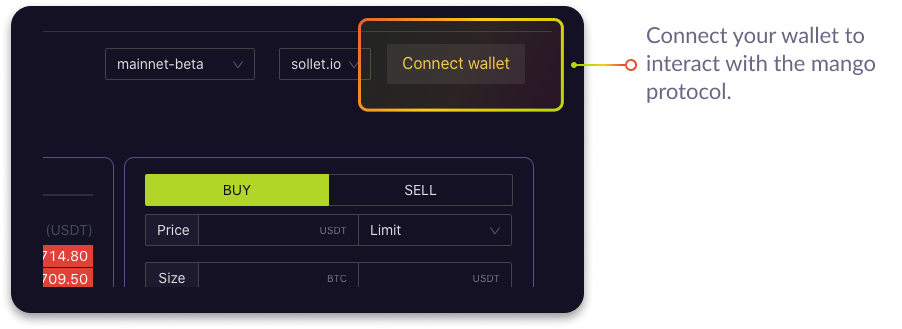 mainnet-beta
sollet.io
Connect wallet
Connect your wallet to
interact with the mango
protocol.
BUY
SELL
(USDT)
Price
USDT
Limit
714.80
709.50
Size
BTC
USDT